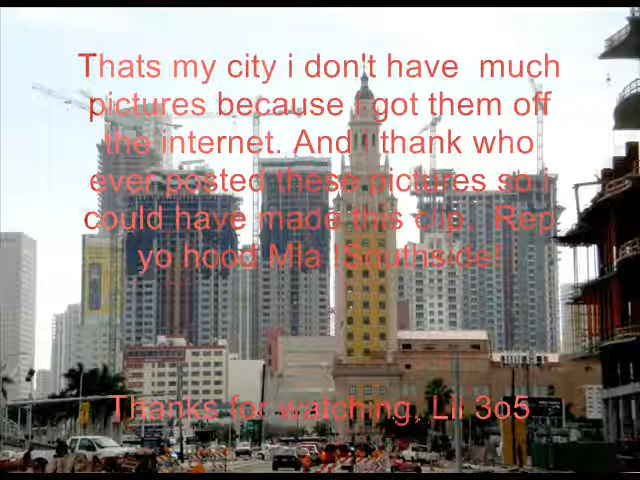 Thats my city i don't have much
pictures because i got them off
the internet. And i thank who
ever posted these pictures so i
could have made this clip. Rep
yo hood Mia !Southside!
Thanks for watching, Lil 3o5